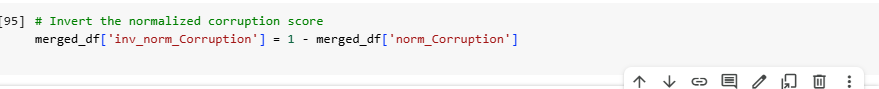 [95] # Invert the normalized corruption score
merged_df['inv_norm_Corruption'] = 1 - merged_df['norm_Corruption']